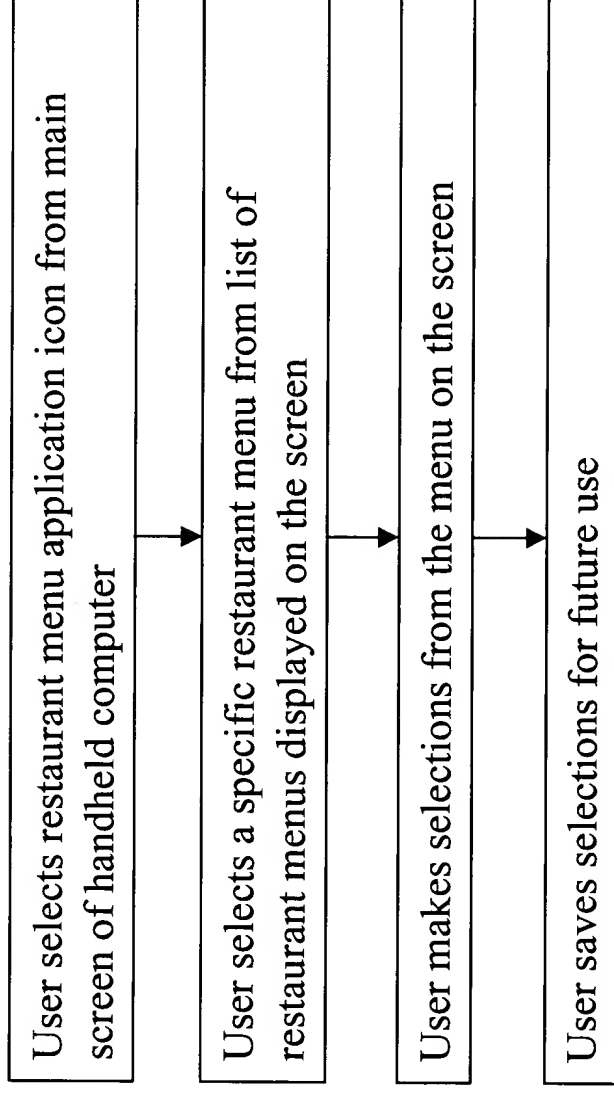 User selects restaurant menu application icon from main
screen of handheld computer
User selects a specific restaurant menu from list of
restaurant menus displayed on the screen
User makes selections from the menu on the screen
User saves selections for future use